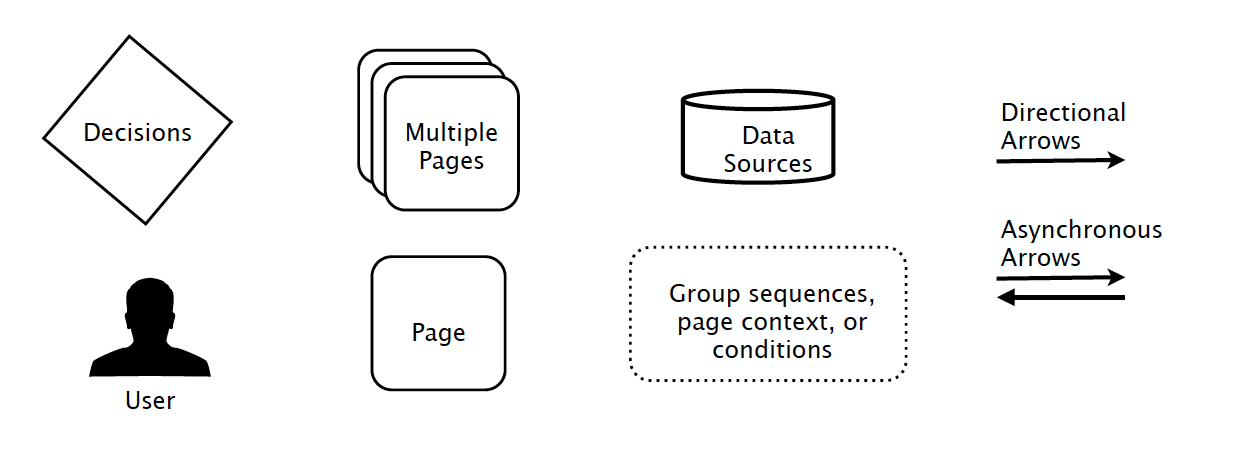 Decisions
Multiple
Pages
Data
Sources
Directional
Arrows
Asynchronous
Arrows
User
Page
Group sequences,
page context, or
conditions